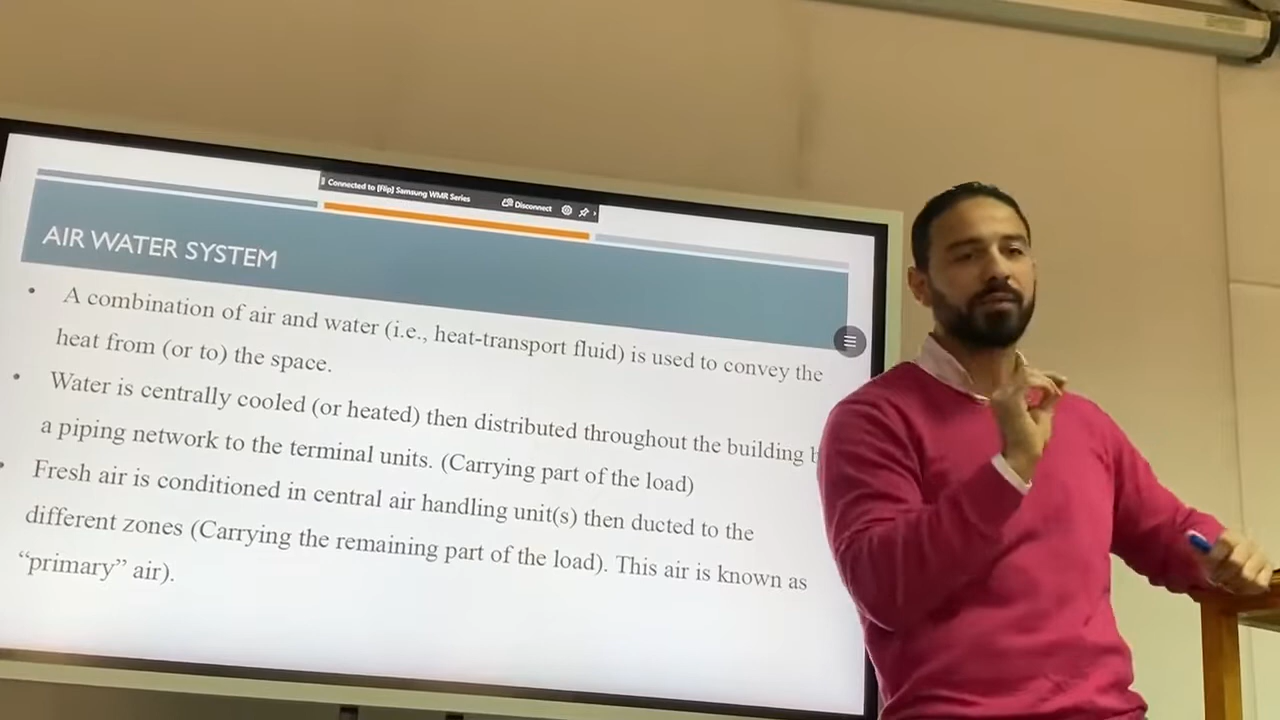 Connected to [Flip] Samsung WMR Series Disconnect
AIR WATER SYSTEM
• A combination of air and water (i.e., heat-transport fluid) is used to convey the
heat from (or to) the space.
• Water is centrally cooled (or heated) then distributed throughout the building
a piping network to the terminal units. (Carrying part of the load)
• Fresh air is conditioned in central air handling unit(s) then ducted to the
different zones (Carrying the remaining part of the load). This air is known as
“primary” air).